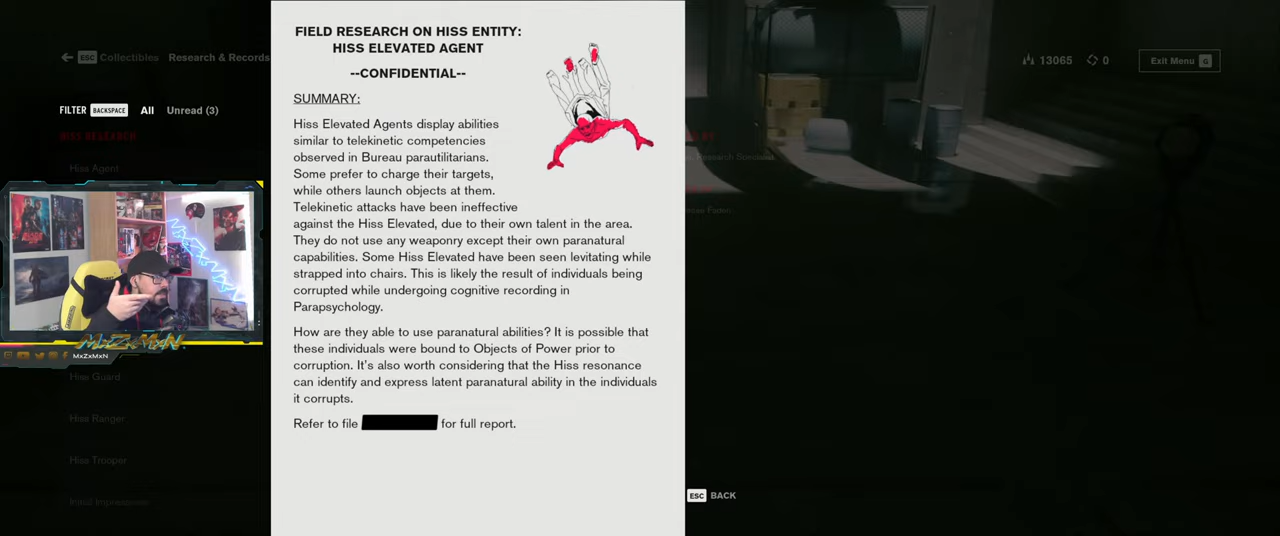 FIELD RESEARCH ON HISS ENTITY:
HISS ELEVATED AGENT
--CONFIDENTIAL--
SUMMARY:
Hiss Elevated Agents display abilities
similar to telekinetic competencies
observed in Bureau parautilitarians.
Some prefer to charge their targets,
while others launch objects at them.
Telekinetic attacks have been ineffective
against the Hiss Elevated, due to their own talent in the area.
They do not use any weaponry except their own paranatural
capabilities. Some Hiss Elevated have been seen levitating while
strapped into chairs. This is likely the result of individuals being
corrupted while undergoing cognitive recording in
Parapsychology.
How are they able to use paranatural abilities? It is possible that
these individuals were bound to Objects of Power prior to
corruption. It's also worth considering that the Hiss resonance
can identify and express latent paranatural ability in the individuals
it corrupts.
Refer to file for full report.
ESC Collectibles Research & Records
FILTER BACKSPACE All Unread (3)
HISS RESEARCH
Hiss Agent
MxZxMxN
MxZxMxN
Hiss Guard
Hiss Ranger
Hiss Trooper
Initial Impressions
13065 0 Exit Menu G
ESC BACK